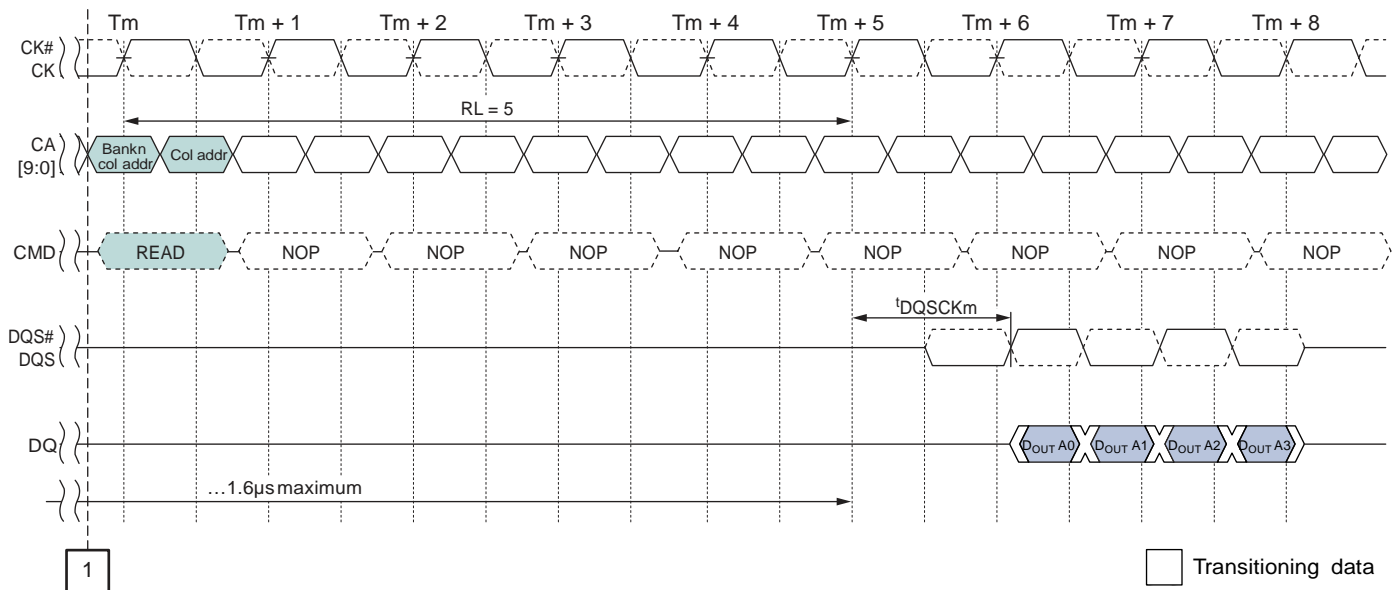 Tm Tm + 1 Tm + 2 Tm + 3 Tm + 4 Tm + 5 Tm + 6 Tm + 7 Tm + 8
CK#
CK
RL = 5
CA
[9:0]
Bankn
col addr
Col addr
CMD READ NOP NOP NOP NOP NOP NOP NOP NOP
tDQSCKm
DQS#
DQS
DQ DOUT A0 DOUT A1 DOUT A2 DOUT A3
...1.6µs maximum
1
Transitioning data